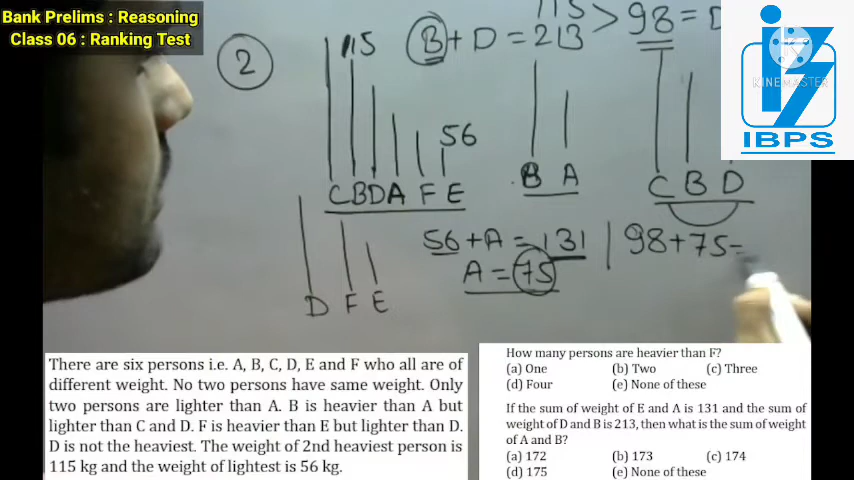 Bank Prelims : Reasoning
Class 06 : Ranking Test
KINEMASTER
IBPS
2
115 > 98 = D
B + D = 213
115
56
C B D A F E
B A
C B D
D F E
56 + A = 131
A = 75
98 + 75 =
There are six persons i.e. A, B, C, D, E and F who all are of
different weight. No two persons have same weight. Only
two persons are lighter than A. B is heavier than A but
lighter than C and D. F is heavier than E but lighter than D.
D is not the heaviest. The weight of 2nd heaviest person is
115 kg and the weight of lightest is 56 kg.
How many persons are heavier than F?
(a) One (b) Two (c) Three
(d) Four (e) None of these
If the sum of weight of E and A is 131 and the sum of
weight of D and B is 213, then what is the sum of weight
of A and B?
(a) 172 (b) 173 (c) 174
(d) 175 (e) None of these